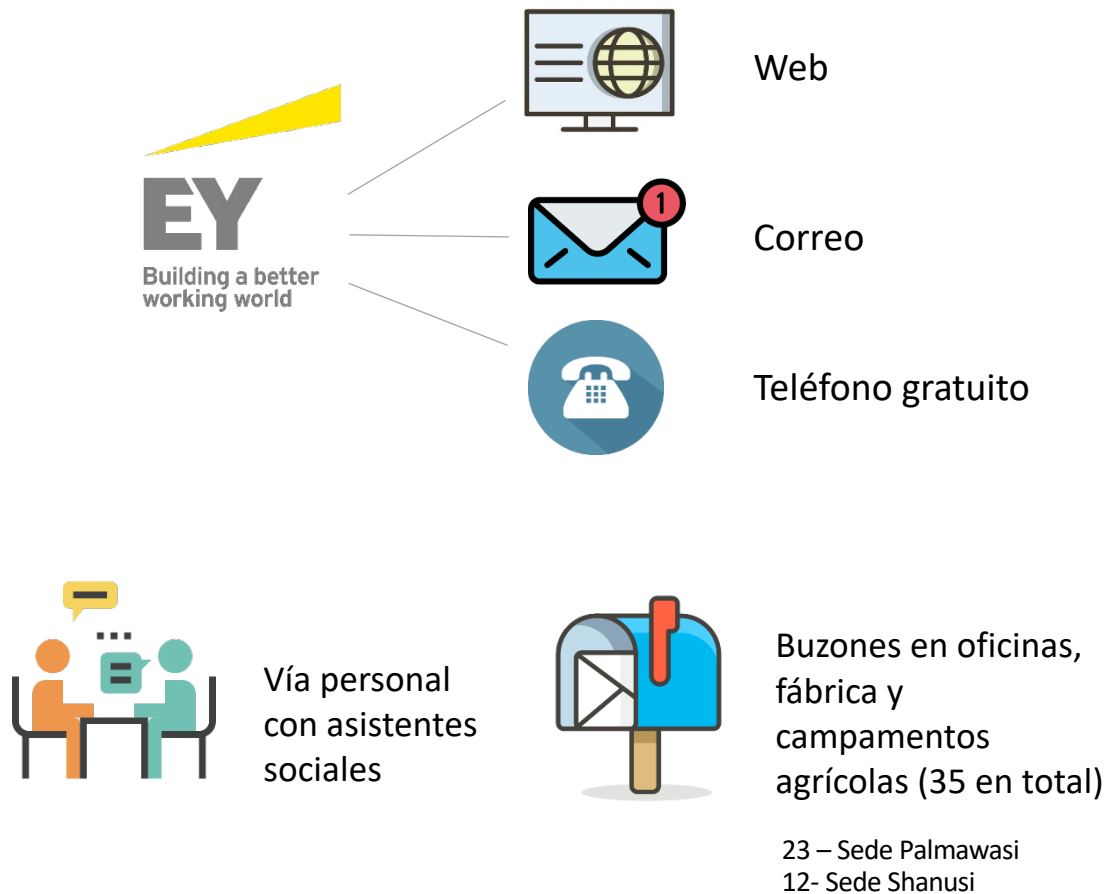 Web
EY
Building a better
working world
1
Correo
Teléfono gratuito
Vía personal
con asistentes
sociales
Buzones en oficinas,
fábrica y
campamentos
agrícolas (35 en total)
23 – Sede Palmawasi
12- Sede Shanusi